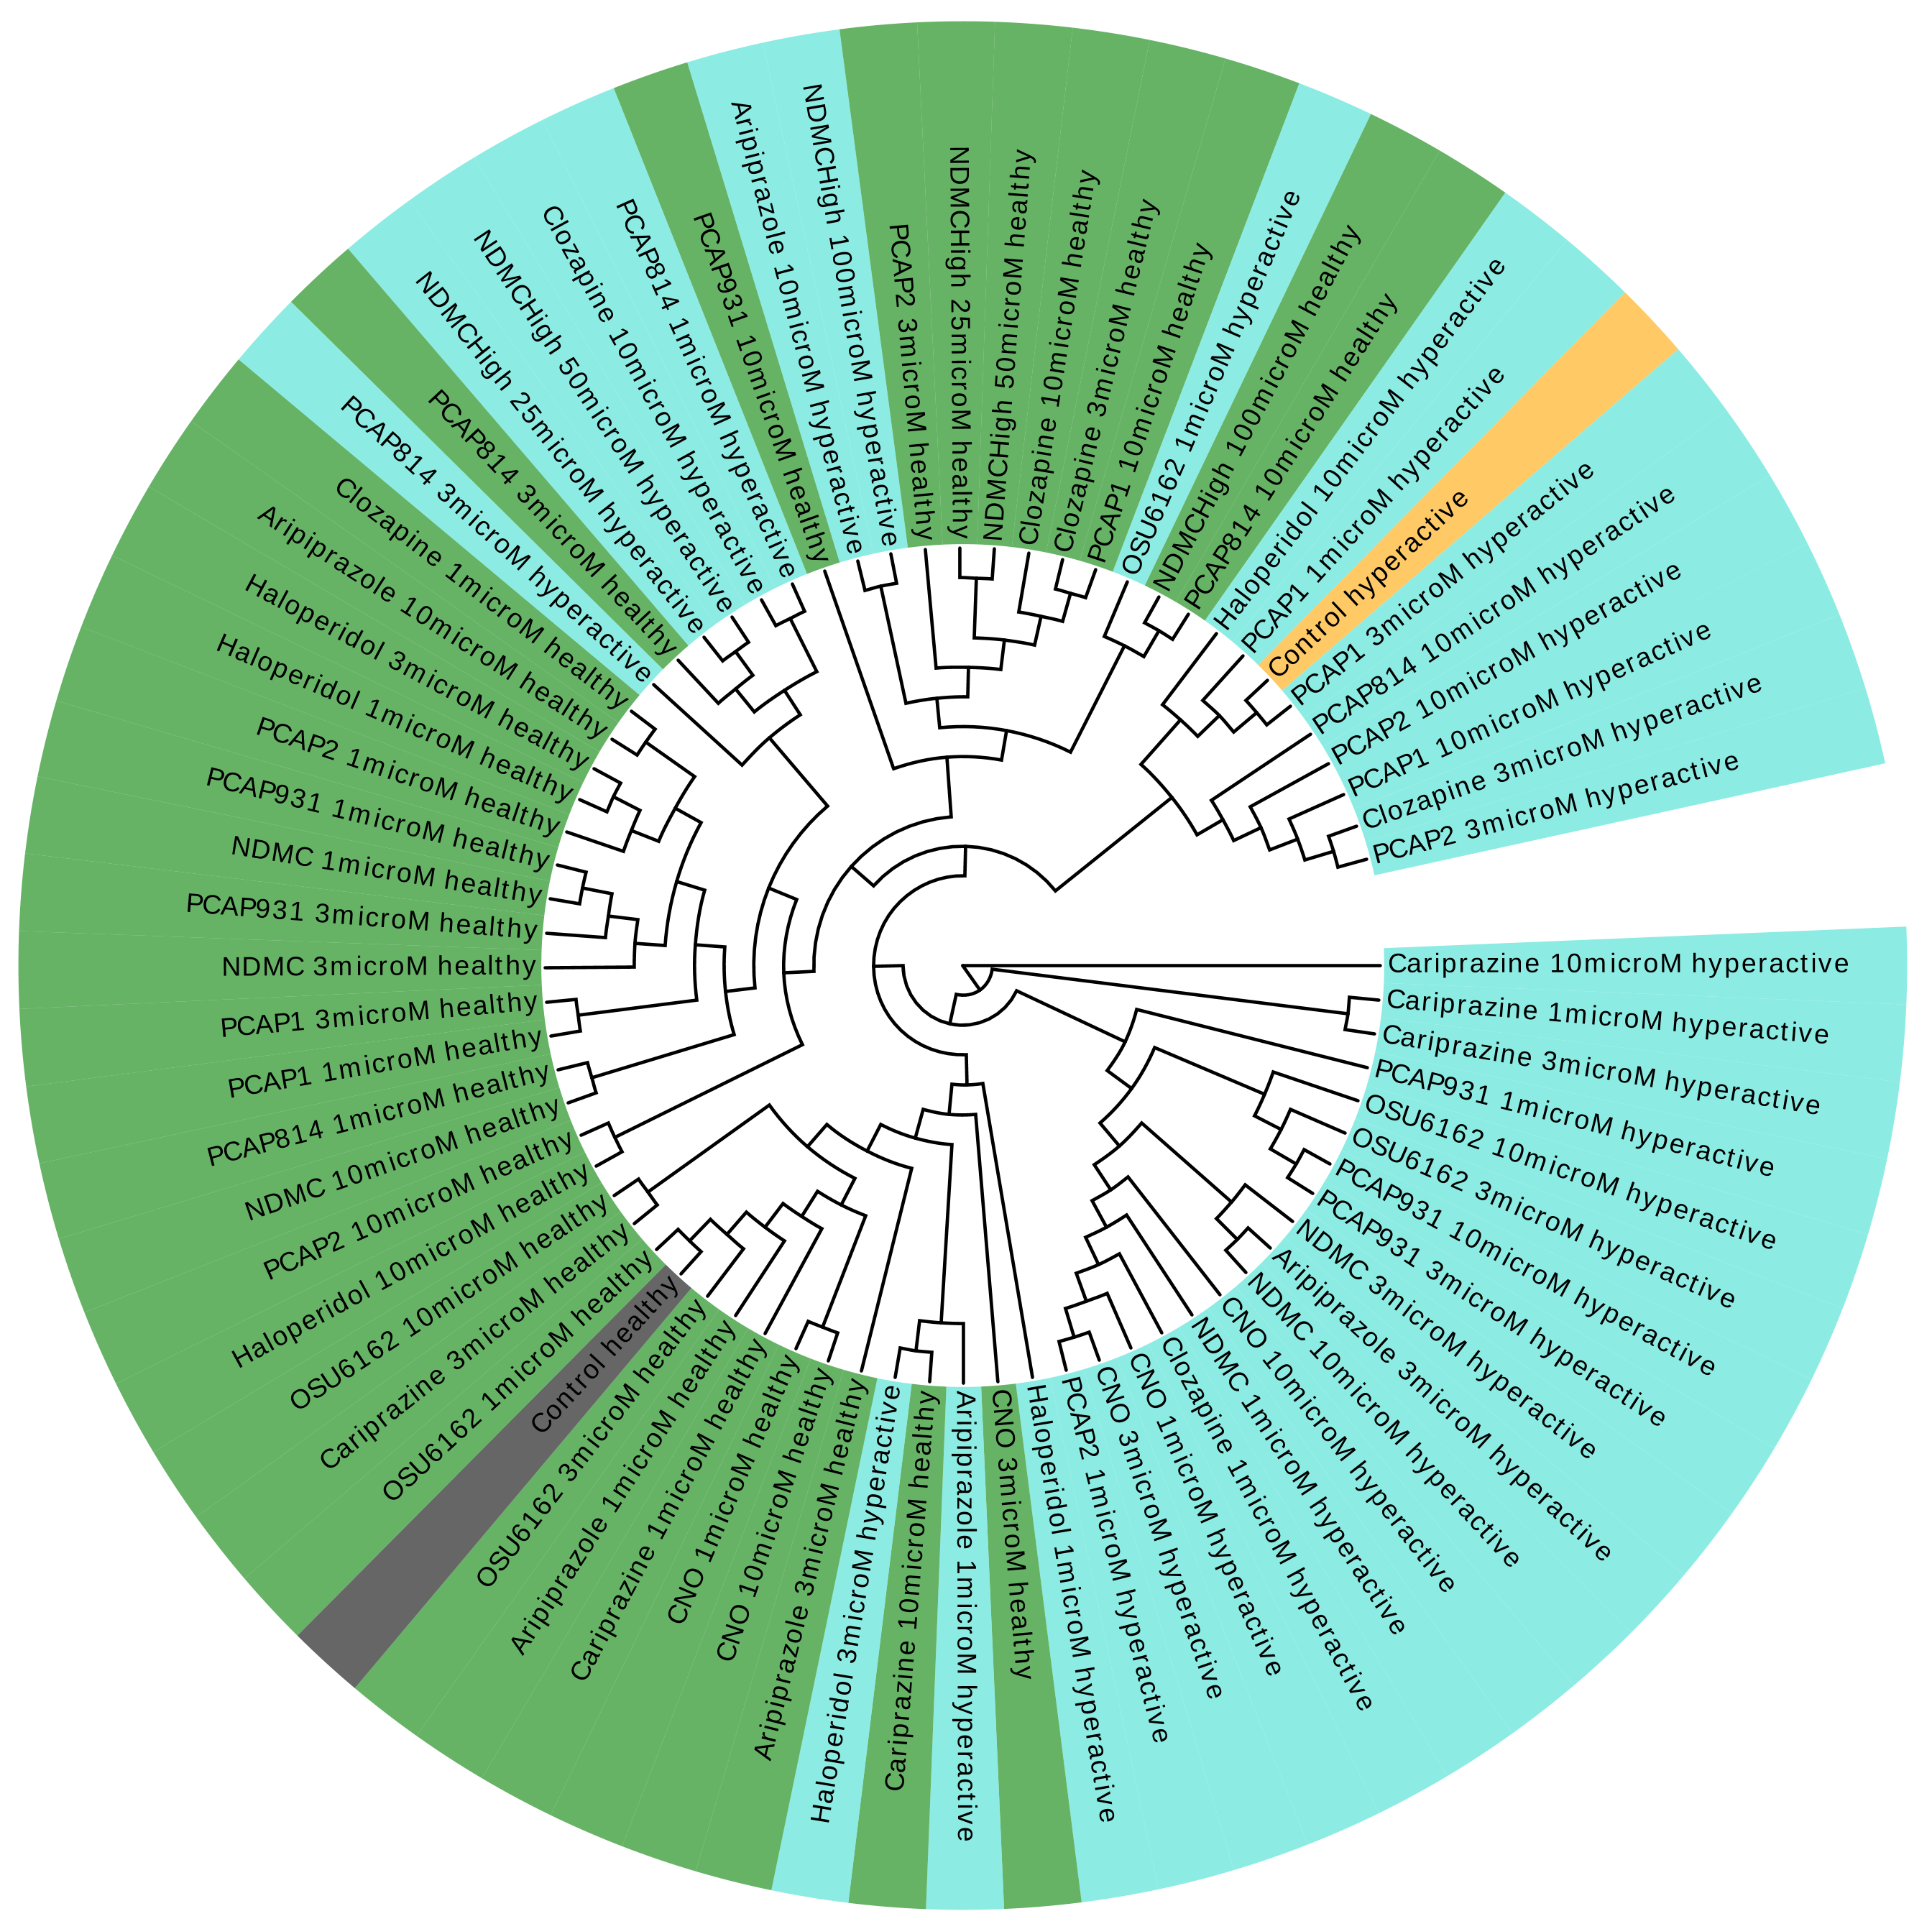 Cariprazine 10microM hyperactive
Cariprazine 1microM hyperactive
Cariprazine 3microM hyperactive
PCAP931 1microM hyperactive
OSU6162 10microM hyperactive
OSU6162 3microM hyperactive
PCAP931 10microM hyperactive
PCAP931 3microM hyperactive
NDMC 3microM hyperactive
Aripiprazole 3microM hyperactive
NDMC 10microM hyperactive
CNO 10microM hyperactive
NDMC 1microM hyperactive
Clozapine 1microM hyperactive
CNO 1microM hyperactive
CNO 3microM hyperactive
PCAP2 1microM hyperactive
Haloperidol 1microM hyperactive
CNO 3microM healthy
Aripiprazole 1microM hyperactive
Cariprazine 10microM healthy
Haloperidol 3microM hyperactive
Aripiprazole 3microM healthy
CNO 10microM healthy
CNO 1microM healthy
Cariprazine 1microM healthy
Aripiprazole 1microM healthy
OSU6162 3microM healthy
Control healthy
OSU6162 1microM healthy
Cariprazine 3microM healthy
OSU6162 10microM healthy
Haloperidol 10microM healthy
PCAP2 10microM healthy
NDMC 10microM healthy
PCAP814 1microM healthy
PCAP1 1microM healthy
PCAP1 3microM healthy
NDMC 3microM healthy
PCAP931 3microM healthy
NDMC 1microM healthy
PCAP931 1microM healthy
PCAP2 1microM healthy
Haloperidol 1microM healthy
Haloperidol 3microM healthy
Aripiprazole 10microM healthy
Clozapine 1microM healthy
PCAP814 3microM hyperactive
PCAP814 3microM healthy
NDMCHigh 25microM hyperactive
NDMCHigh 50microM hyperactive
Clozapine 10microM hyperactive
PCAP814 1microM hyperactive
PCAP931 10microM healthy
Aripiprazole 10microM hyperactive
NDMCHigh 100microM hyperactive
PCAP2 3microM healthy
NDMCHigh 25microM healthy
NDMCHigh 50microM healthy
Clozapine 10microM healthy
Clozapine 3microM healthy
PCAP1 10microM healthy
OSU6162 1microM hyperactive
NDMCHigh 100microM healthy
PCAP814 10microM healthy
Haloperidol 10microM hyperactive
PCAP1 1microM hyperactive
Control hyperactive
PCAP1 3microM hyperactive
PCAP814 10microM hyperactive
PCAP2 10microM hyperactive
PCAP1 10microM hyperactive
Clozapine 3microM hyperactive
PCAP2 3microM hyperactive